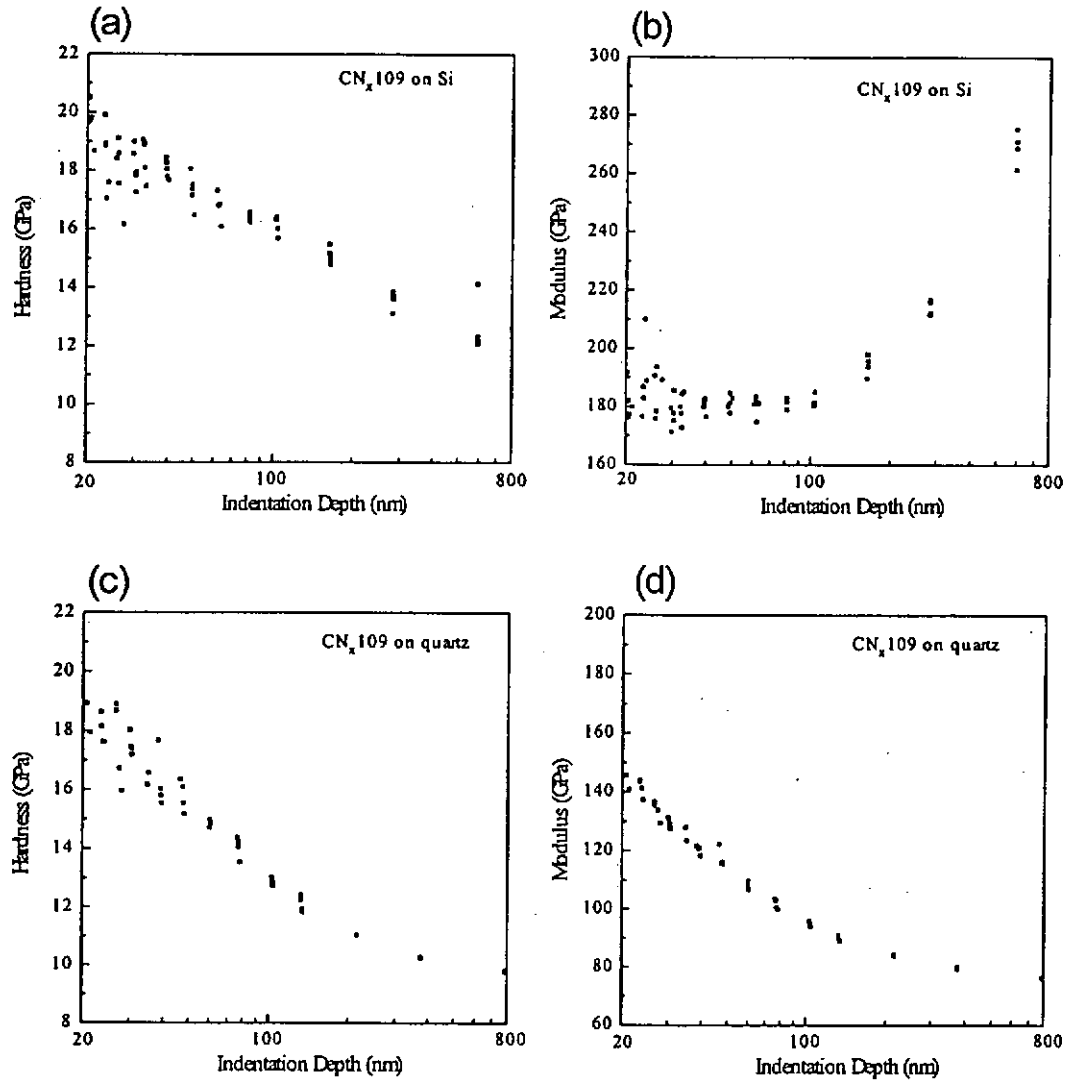 (a)
CNₓ109 on Si
Hardness (GPa)
22
20
18
16
14
12
10
8
20
100
800
Indentation Depth (nm)
(b)
CNₓ109 on Si
Modulus (GPa)
300
280
260
240
220
200
180
160
20
100
800
Indentation Depth (nm)
(c)
CNₓ109 on quartz
Hardness (GPa)
22
20
18
16
14
12
10
8
20
100
800
Indentation Depth (nm)
(d)
CNₓ109 on quartz
Modulus (GPa)
200
180
160
140
120
100
80
60
20
100
800
Indentation Depth (nm)